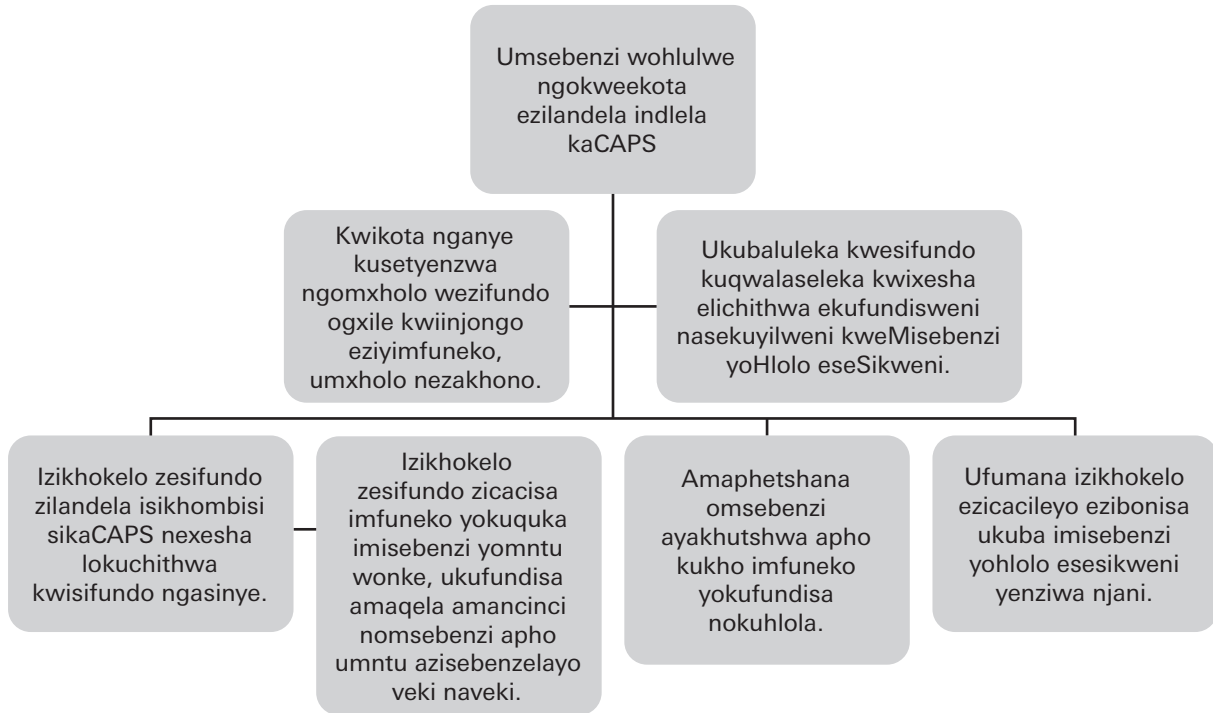 Umsebenzi wohlulwe
ngokweekota
ezilandela indlela
kaCAPS
Kwikota nganye
kusetyenzwa
ngomxholo wezifundo
ogxile kwiinjongo
eziyimfuneko,
umxholo nezakhono.
Ukubaluleka kwesifundo
kuqwalaseleka kwixesha
elichithwa ekufundisweni
nasekuyilweni kweMisebenzi
yoHlolo eseSikweni.
Izikhokelo zesifundo
zilandela isikhombisi
sikaCAPS nexesha
lokuchithwa
kwisifundo ngasinye.
Izikhokelo
zesifundo zicacisa
imfuneko yokuquka
imisebenzi yomntu
wonke, ukufundisa
amaqela amancinci
nomsebenzi apho
umntu azisebenzelayo
veki naveki.
Amaphetshana
omsebenzi
ayakhutshwa apho
kukho imfuneko
yokufundisa
nokuhlola.
Ufumana izikhokelo
ezicacileyo ezibonisa
ukuba imisebenzi
yohlolo esesikweni
yenziwa njani.